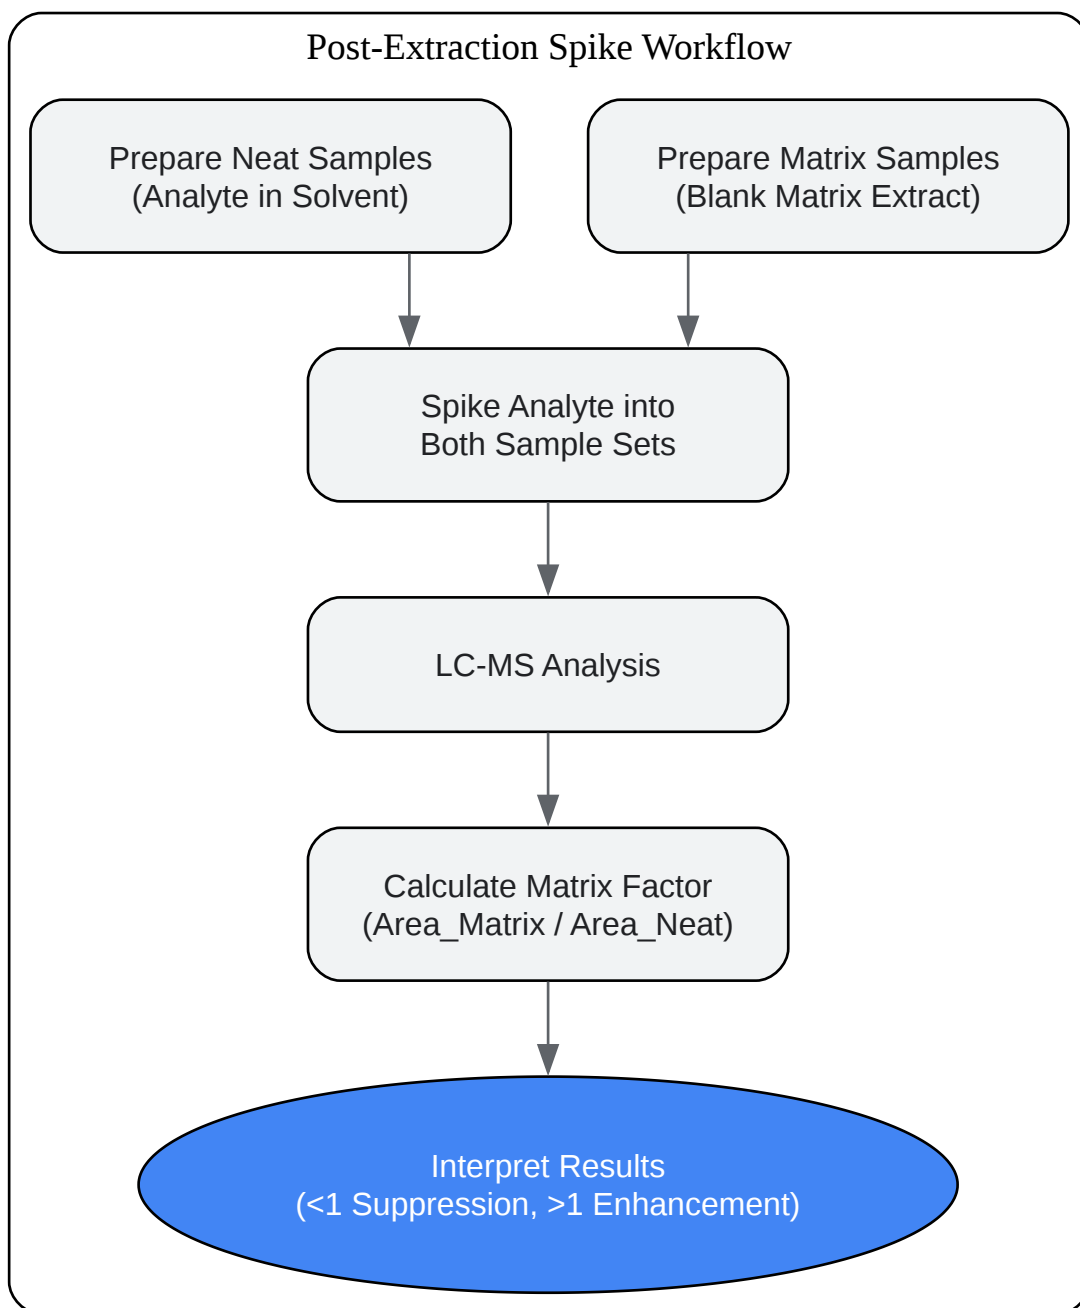 Post-Extraction Spike Workflow
Prepare Neat Samples
(Analyte in Solvent)
Prepare Matrix Samples
(Blank Matrix Extract)
Spike Analyte into
Both Sample Sets
LC-MS Analysis
Calculate Matrix Factor
(Area_Matrix / Area_Neat)
Interpret Results
(<1 Suppression, >1 Enhancement)